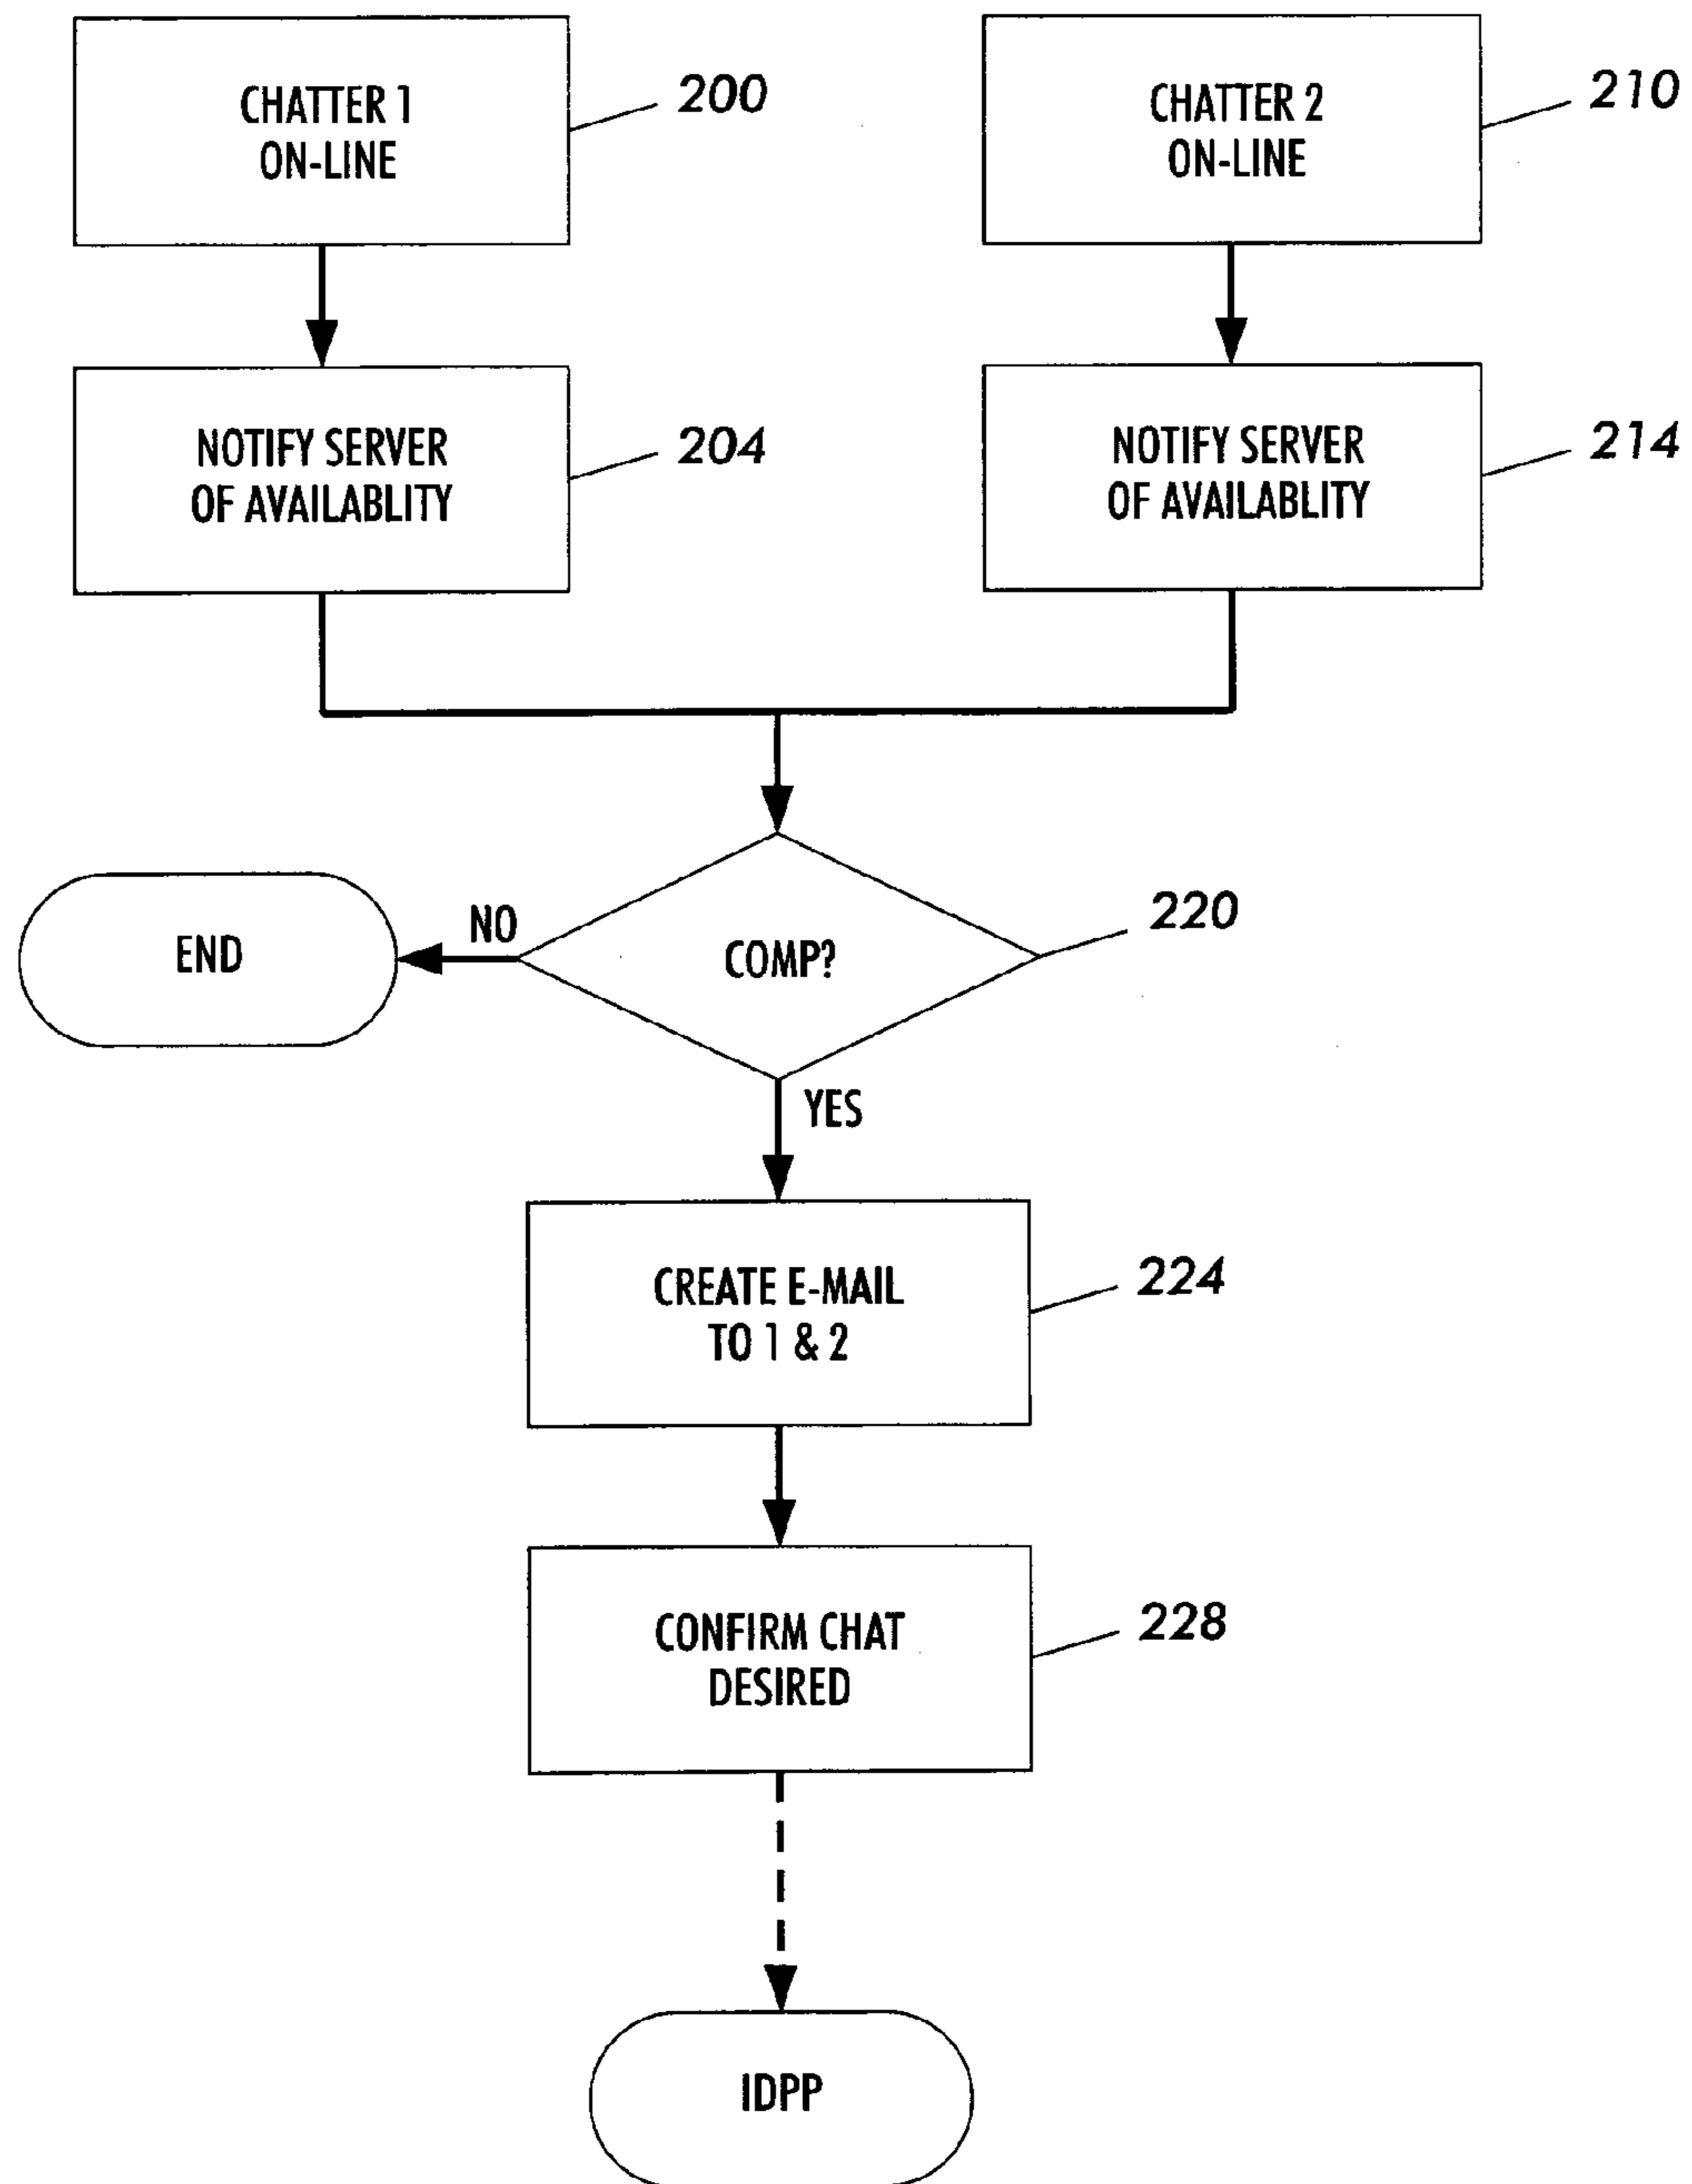 CHATTER 1
ON-LINE
200
CHATTER 2
ON-LINE
210
NOTIFY SERVER
OF AVAILABLITY
204
NOTIFY SERVER
OF AVAILABLITY
214
END
NO
COMP?
220
YES
CREATE E-MAIL
TO 1 & 2
224
CONFIRM CHAT
DESIRED
228
IDPP